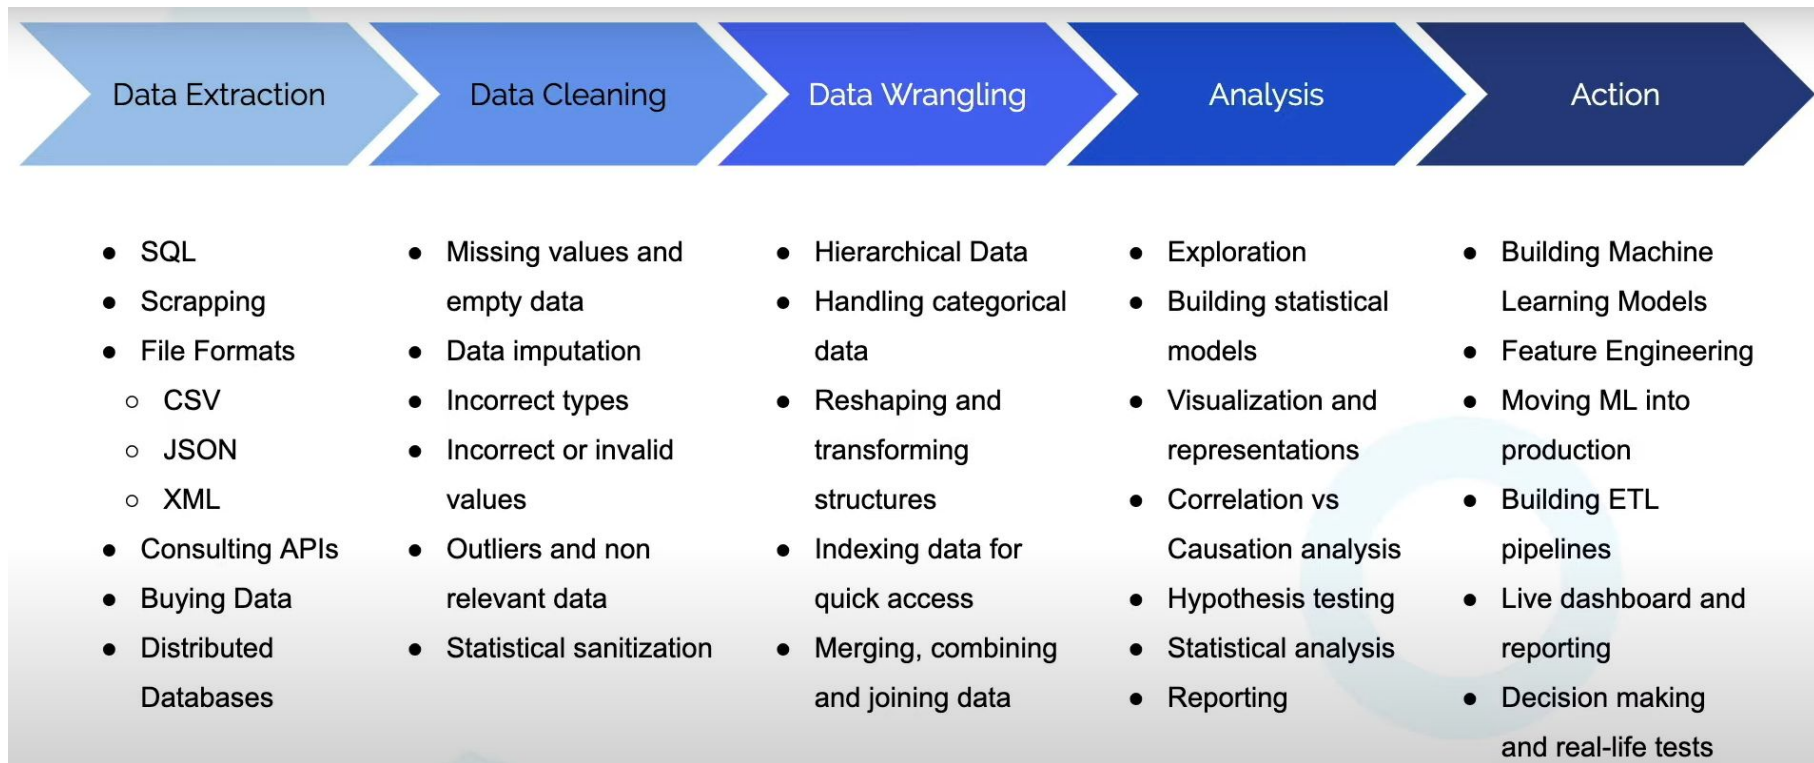 Data Extraction
Data Cleaning
Data Wrangling
Analysis
Action
● SQL
● Scrapping
● File Formats
○ CSV
○ JSON
○ XML
● Consulting APIs
● Buying Data
● Distributed
Databases
● Missing values and
empty data
● Data imputation
● Incorrect types
● Incorrect or invalid
values
● Outliers and non
relevant data
● Statistical sanitization
● Hierarchical Data
● Handling categorical
data
● Reshaping and
transforming
structures
● Indexing data for
quick access
● Merging, combining
and joining data
● Exploration
● Building statistical
models
● Visualization and
representations
● Correlation vs
Causation analysis
● Hypothesis testing
● Statistical analysis
● Reporting
● Building Machine
Learning Models
● Feature Engineering
● Moving ML into
production
● Building ETL
pipelines
● Live dashboard and
reporting
● Decision making
and real-life tests